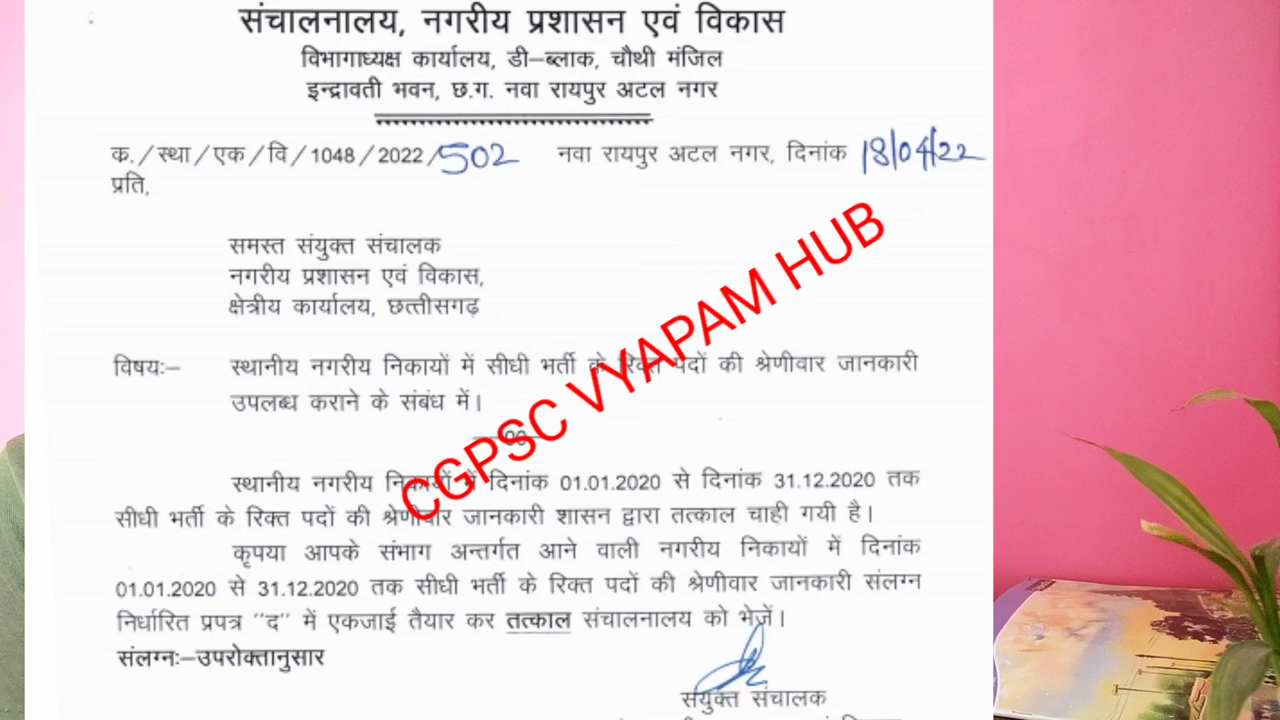 संचालनालय, नगरीय प्रशासन एवं विकास
विभागाध्यक्ष कार्यालय, डी–ब्लाक, चौथी मंजिल
इन्द्रावती भवन, छ.ग. नवा रायपुर अटल नगर
क./स्था/एक/वि/1048/2022/502 नवा रायपुर अटल नगर, दिनांक 18/04/22
प्रति,
समस्त संयुक्त संचालक
नगरीय प्रशासन एवं विकास,
क्षेत्रीय कार्यालय, छत्तीसगढ़
विषयः– स्थानीय नगरीय निकायों में सीधी भर्ती के रिक्त पदों की श्रेणीवार जानकारी
उपलब्ध कराने के संबंध में।
—00—
स्थानीय नगरीय निकायों में दिनांक 01.01.2020 से दिनांक 31.12.2020 तक
सीधी भर्ती के रिक्त पदों की श्रेणीवार जानकारी शासन द्वारा तत्काल चाही गयी है।
कृपया आपके संभाग अन्तर्गत आने वाली नगरीय निकायों में दिनांक
01.01.2020 से 31.12.2020 तक सीधी भर्ती के रिक्त पदों की श्रेणीवार जानकारी संलग्न
निर्धारित प्रपत्र "द" में एकजाई तैयार कर तत्काल संचालनालय को भेजें।
संलग्नः–उपरोक्तानुसार
संयुक्त संचालक
CGPSC VYAPAM HUB